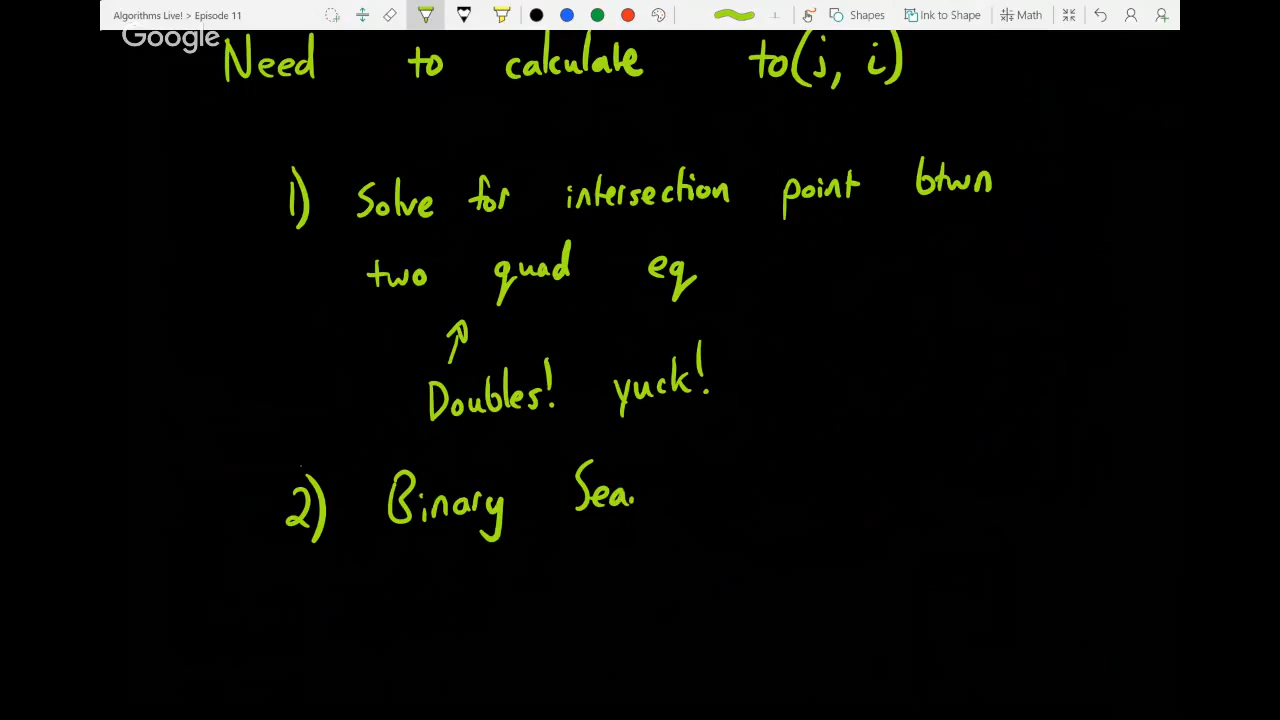 Algorithms Live! > Episode 11
Shapes
Ink to Shape
Math
Google
Need to calculate to(j, i)
1) Solve for intersection point btwn
two quad eq
↑
Doubles! yuck!
2) Binary Sea.